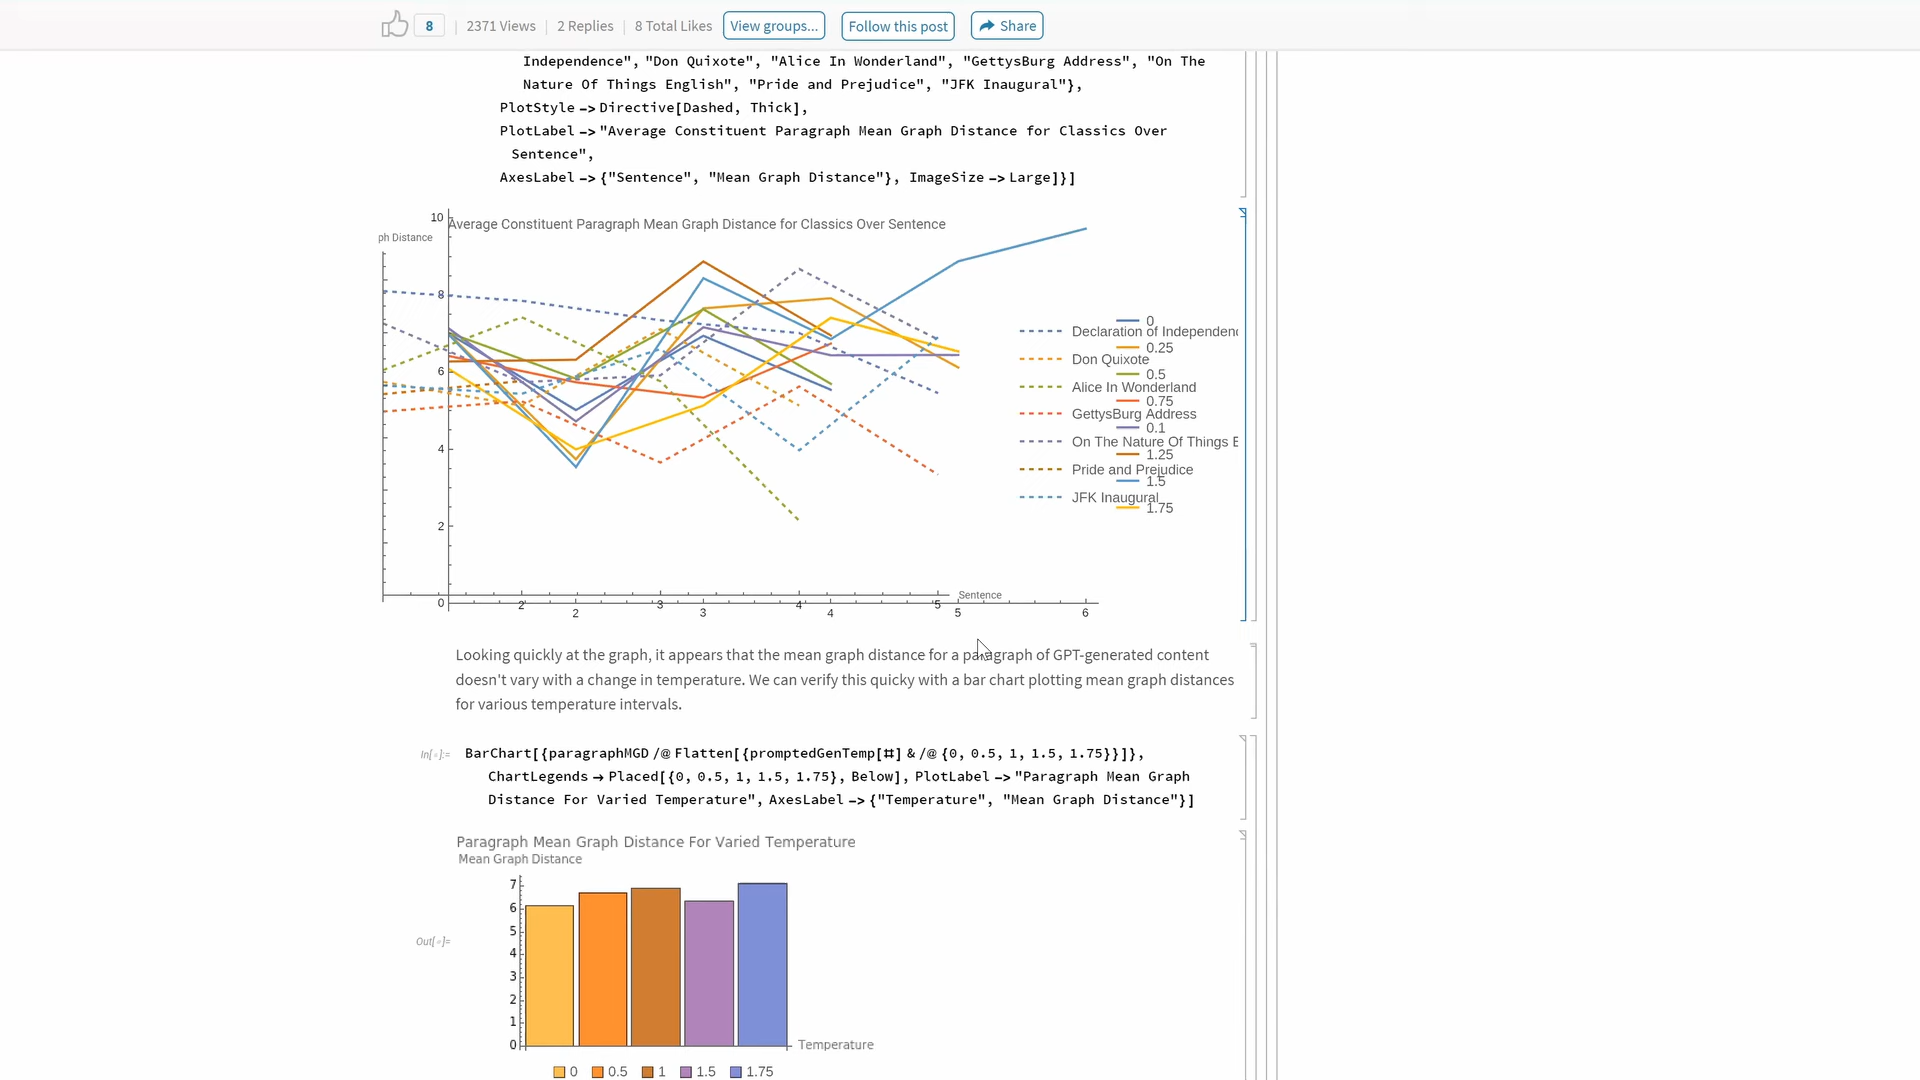 8 | 2371 Views | 2 Replies | 8 Total Likes View groups... Follow this post Share
Independence", "Don Quixote", "Alice In Wonderland", "GettysBurg Address", "On The
Nature Of Things English", "Pride and Prejudice", "JFK Inaugural"},
PlotStyle -> Directive[Dashed, Thick],
PlotLabel -> "Average Constituent Paragraph Mean Graph Distance for Classics Over
Sentence",
AxesLabel -> {"Sentence", "Mean Graph Distance"}, ImageSize -> Large]}]
Average Constituent Paragraph Mean Graph Distance for Classics Over Sentence
ph Distance
10
8
6
4
2
0
0
Declaration of Independenc
0.25
Don Quixote
0.5
Alice In Wonderland
0.75
GettysBurg Address
0.1
On The Nature Of Things E
1.25
Pride and Prejudice
1.5
JFK Inaugural
1.75
2 3 4 5 Sentence
2 3 4 5 6
Looking quickly at the graph, it appears that the mean graph distance for a paragraph of GPT-generated content
doesn't vary with a change in temperature. We can verify this quicky with a bar chart plotting mean graph distances
for various temperature intervals.
In[◦]:= BarChart[{paragraphMGD /@ Flatten[{promptedGenTemp[#] & /@ {0, 0.5, 1, 1.5, 1.75}}]},
ChartLegends → Placed[{0, 0.5, 1, 1.5, 1.75}, Below], PlotLabel -> "Paragraph Mean Graph
Distance For Varied Temperature", AxesLabel -> {"Temperature", "Mean Graph Distance"}]
Paragraph Mean Graph Distance For Varied Temperature
Mean Graph Distance
7
6
5
Out[◦]=
4
3
2
1
0
Temperature
0 0.5 1 1.5 1.75